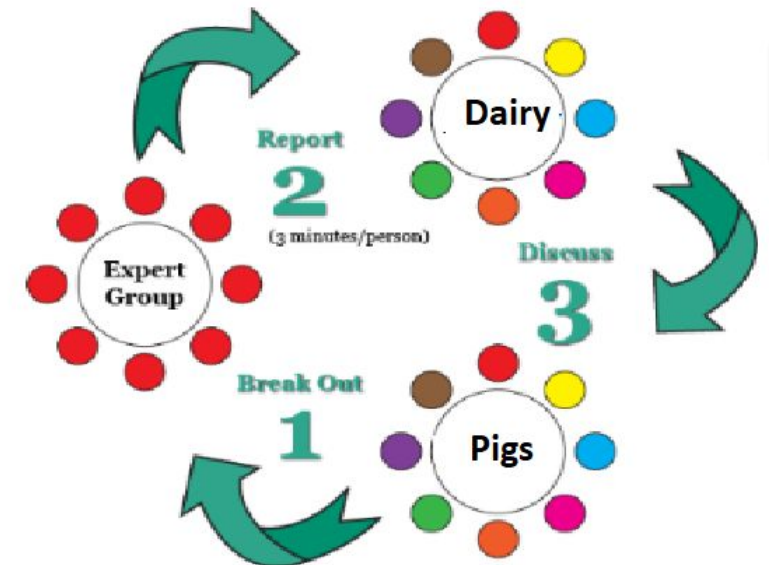 Dairy
Report
2
(3 minutes/person)
Expert
Group
Discuss
3
Break Out
1
Pigs